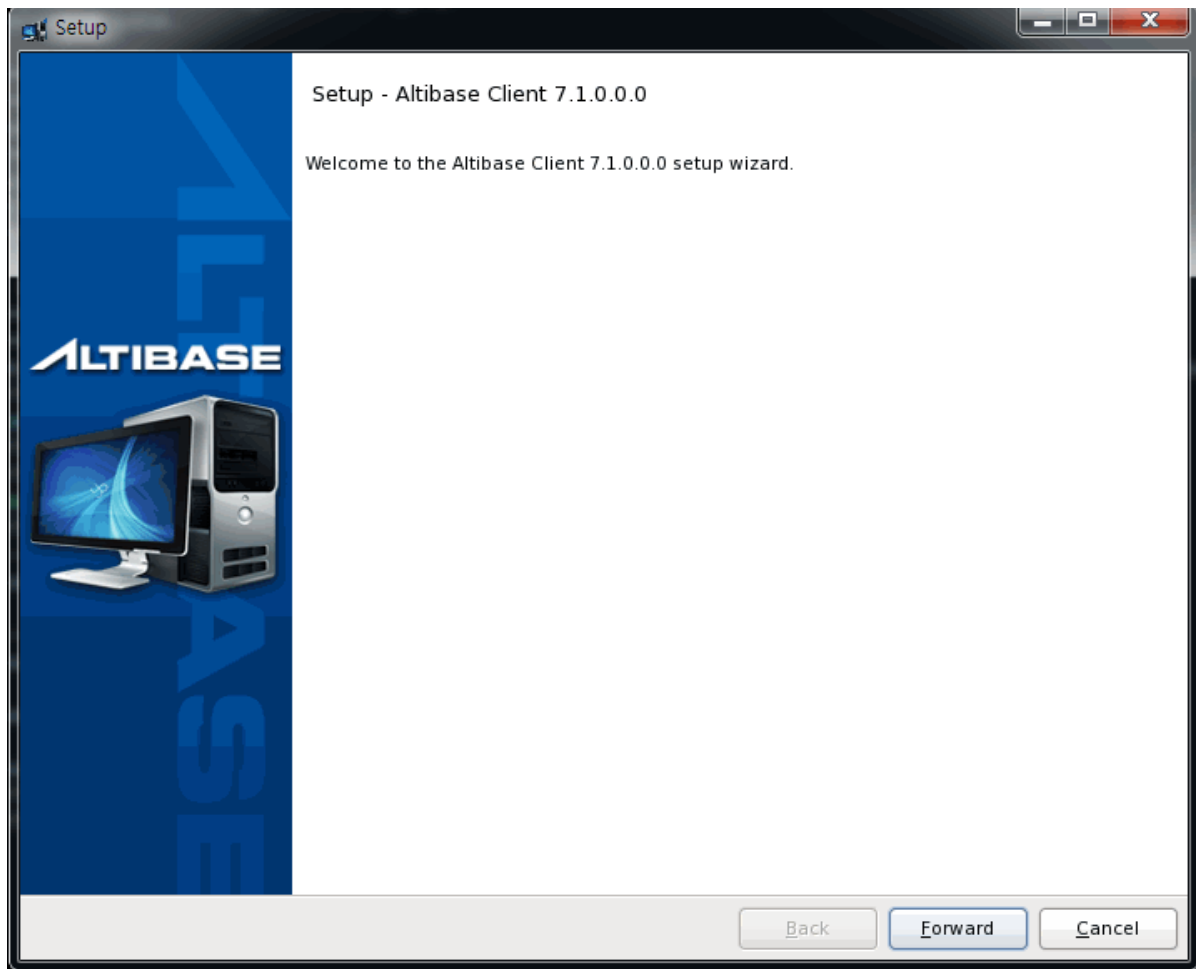 Setup
Setup - Altibase Client 7.1.0.0.0
Welcome to the Altibase Client 7.1.0.0.0 setup wizard.
ALTIBASE
ALTIBASE
Back
Forward
Cancel